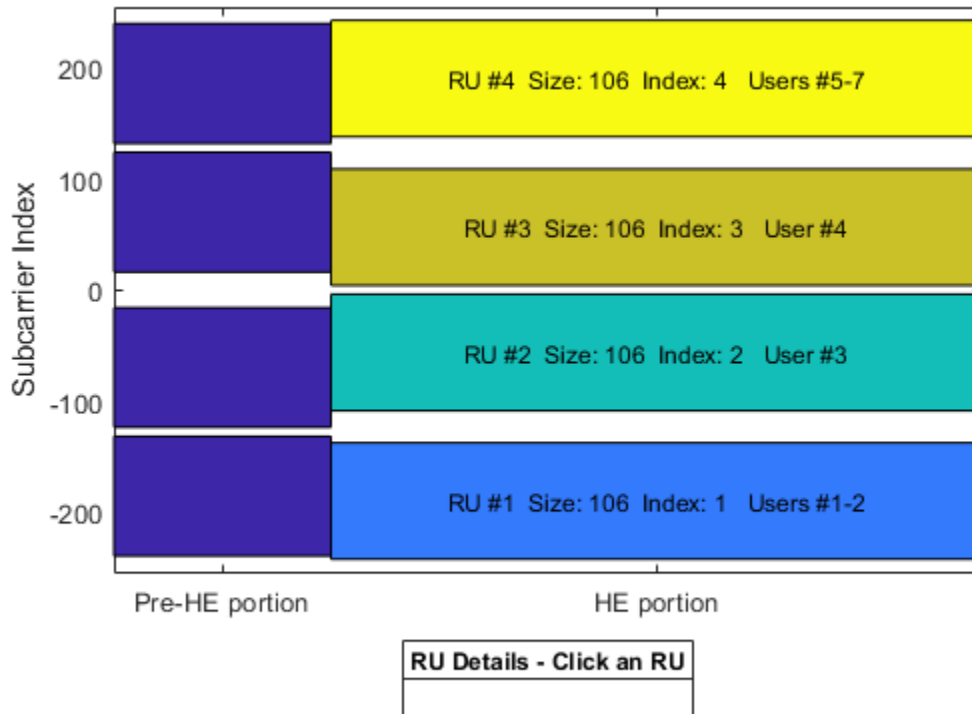 200
RU #4 Size: 106 Index: 4 Users #5-7
100
RU #3 Size: 106 Index: 3 User #4
Subcarrier Index
0
RU #2 Size: 106 Index: 2 User #3
-100
RU #1 Size: 106 Index: 1 Users #1-2
-200
Pre-HE portion
HE portion
RU Details - Click an RU